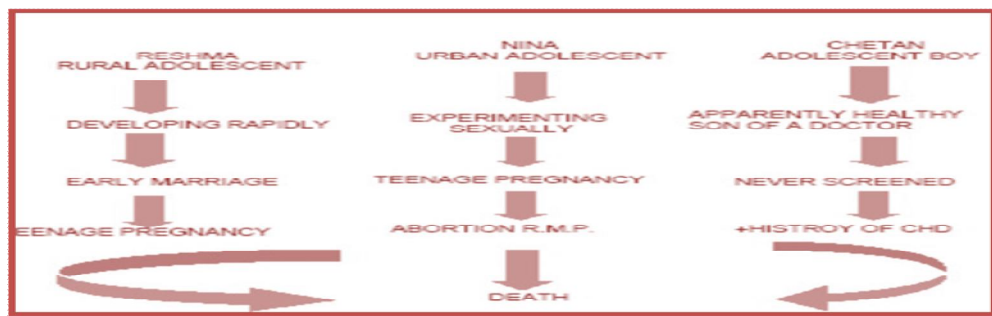 RESHMA
RURAL ADOLESCENT
DEVELOPING RAPIDLY
EARLY MARRIAGE
EENAGE PREGNANCY
NINA
URBAN ADOLESCENT
EXPERIMENTING
SEXUALLY
TEENAGE PREGNANCY
ABORTION R.M.P.
DEATH
CHETAN
ADOLESCENT BOY
APPARENTLY HEALTHY
SON OF A DOCTOR
NEVER SCREENED
+HISTROY OF CHD